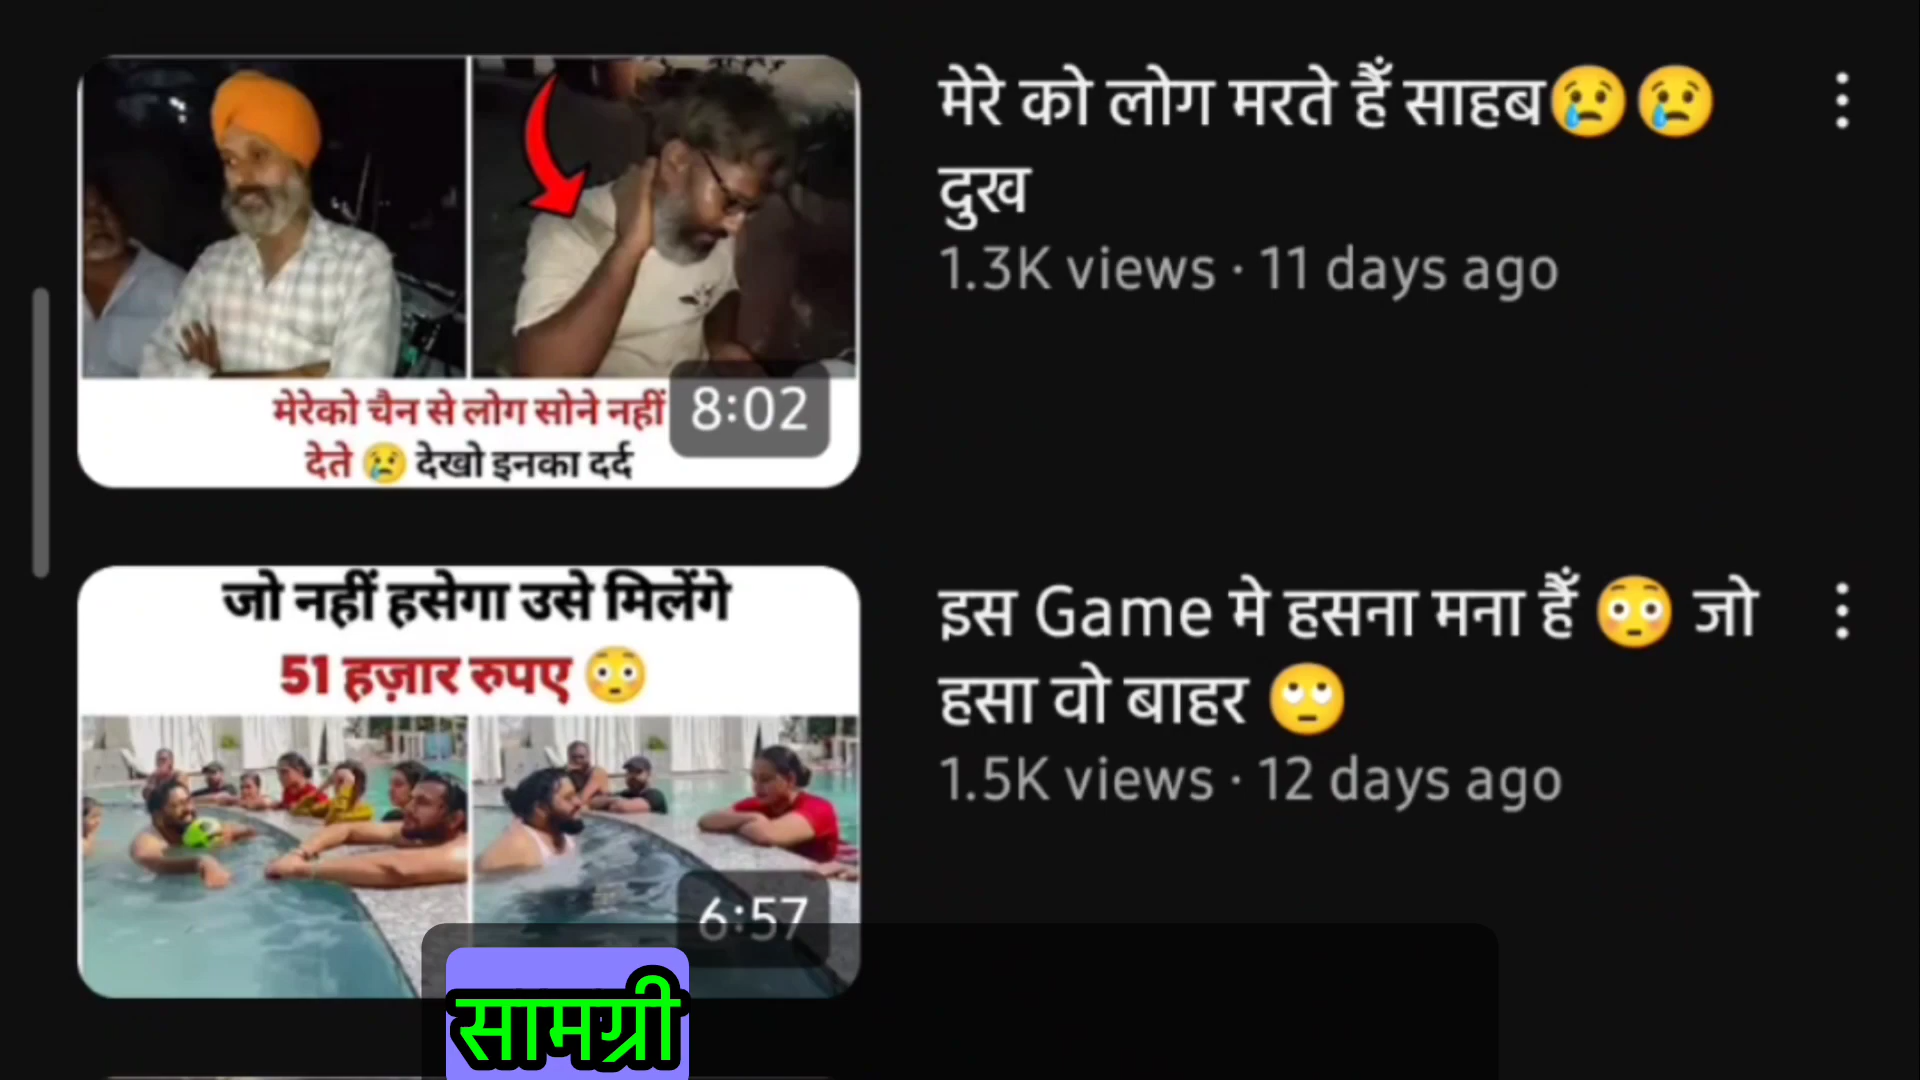 मेरे को लोग मरते हैँ साहब😢😢
दुख
1.3K views · 11 days ago
8:02
मेरेको चैन से लोग सोने नहीं
देते 😢 देखो इनका दर्द
जो नहीं हसेगा उसे मिलेंगे
51 हज़ार रुपए 😳
6:57
इस Game मे हसना मना हैँ 😳 जो
हसा वो बाहर 🙄
1.5K views · 12 days ago
सामग्री